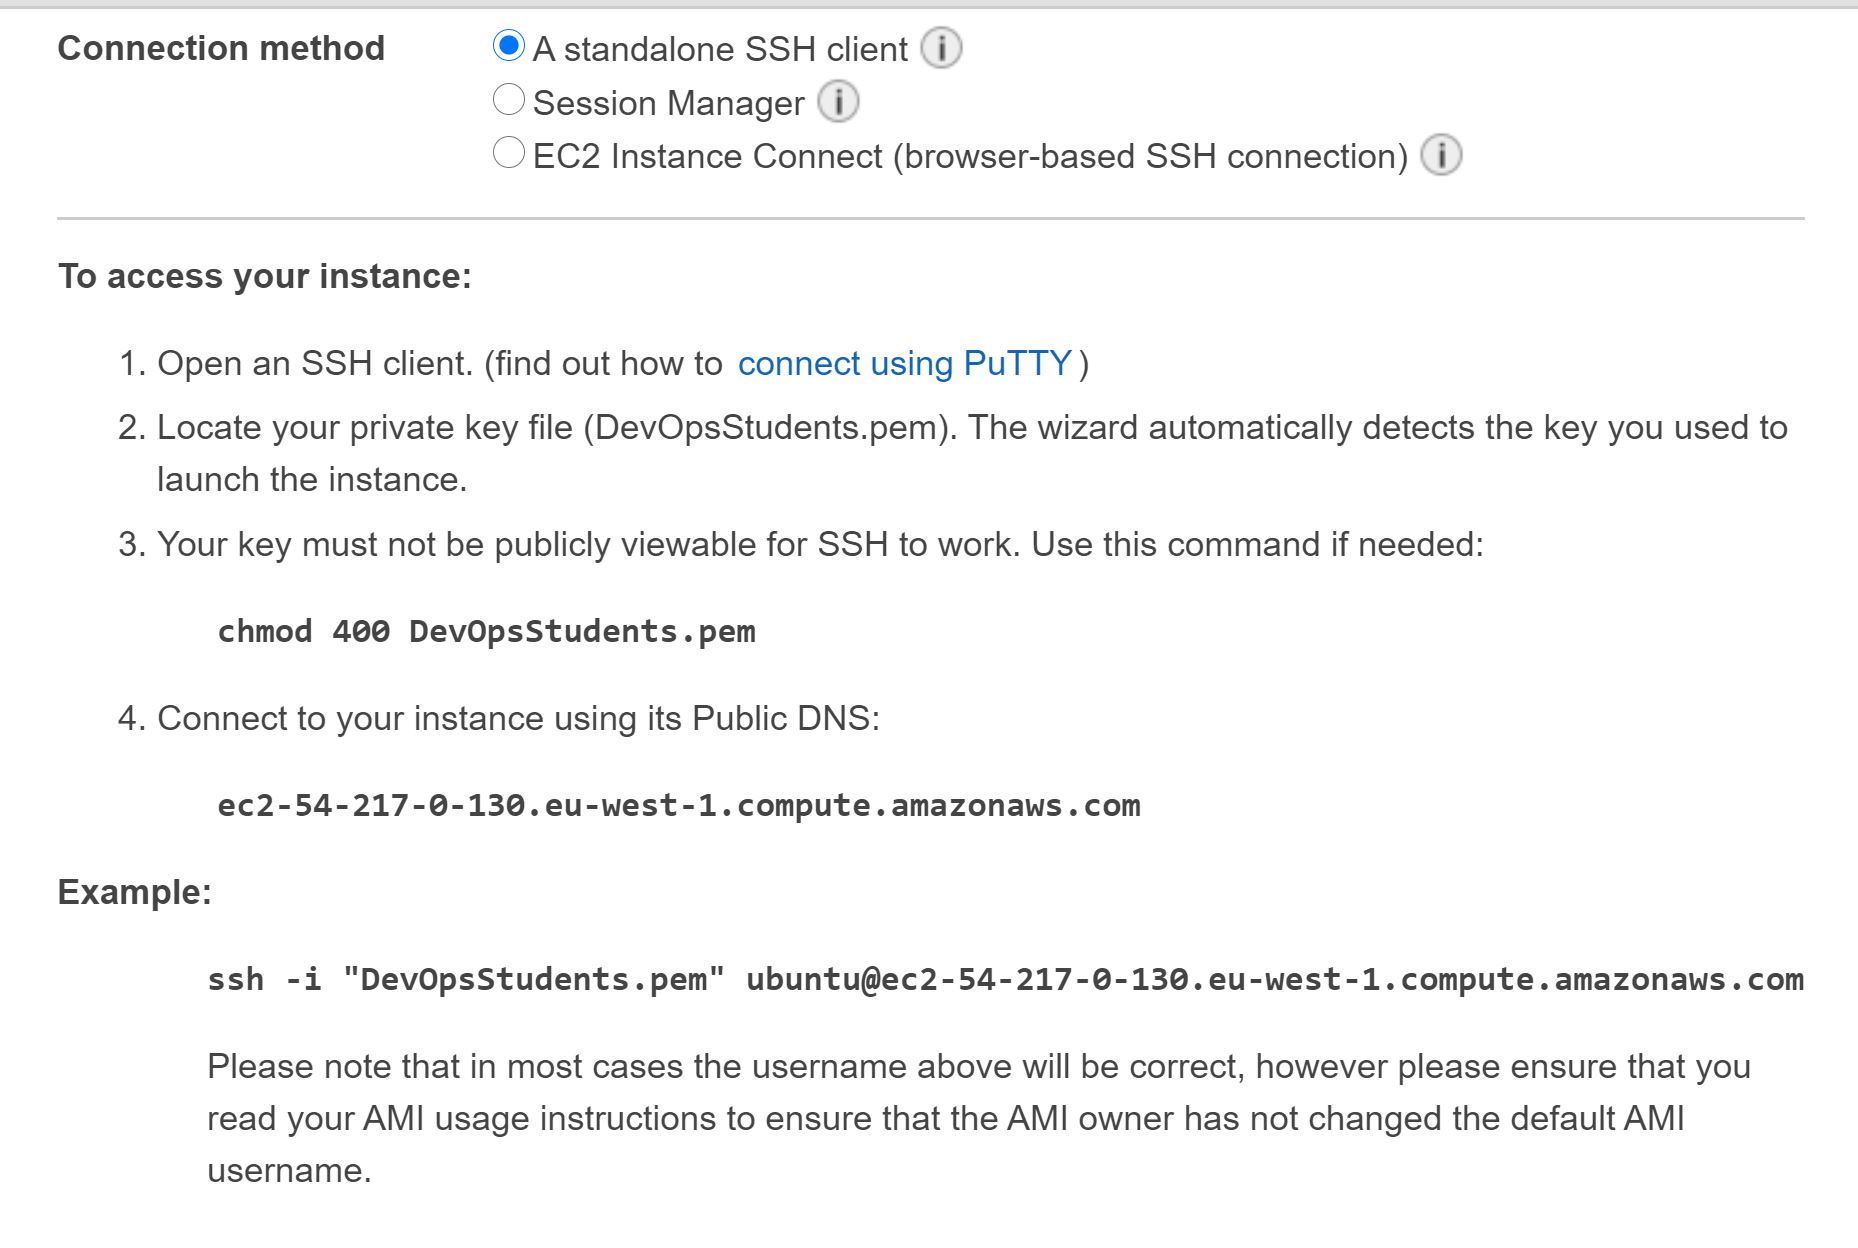 Connection method
A standalone SSH client i
Session Manager i
EC2 Instance Connect (browser-based SSH connection) i
To access your instance:
1. Open an SSH client. (find out how to connect using PuTTY)
2. Locate your private key file (DevOpsStudents.pem). The wizard automatically detects the key you used to
launch the instance.
3. Your key must not be publicly viewable for SSH to work. Use this command if needed:
chmod 400 DevOpsStudents.pem
4. Connect to your instance using its Public DNS:
ec2-54-217-0-130.eu-west-1.compute.amazonaws.com
Example:
ssh -i "DevOpsStudents.pem" ubuntu@ec2-54-217-0-130.eu-west-1.compute.amazonaws.com
Please note that in most cases the username above will be correct, however please ensure that you
read your AMI usage instructions to ensure that the AMI owner has not changed the default AMI
username.